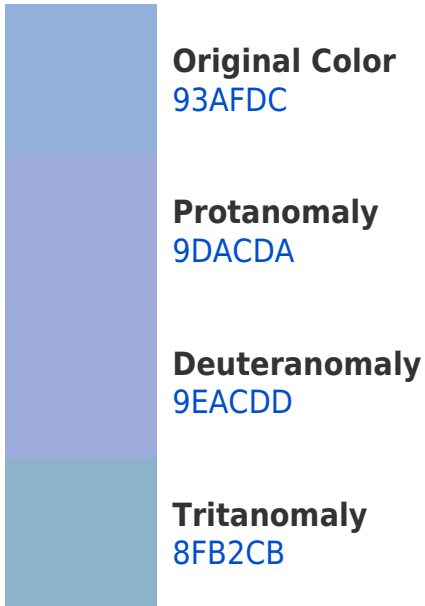 Original Color
93AFDC
Protanomaly
9DACDA
Deuteranomaly
9EACDD
Tritanomaly
8FB2CB